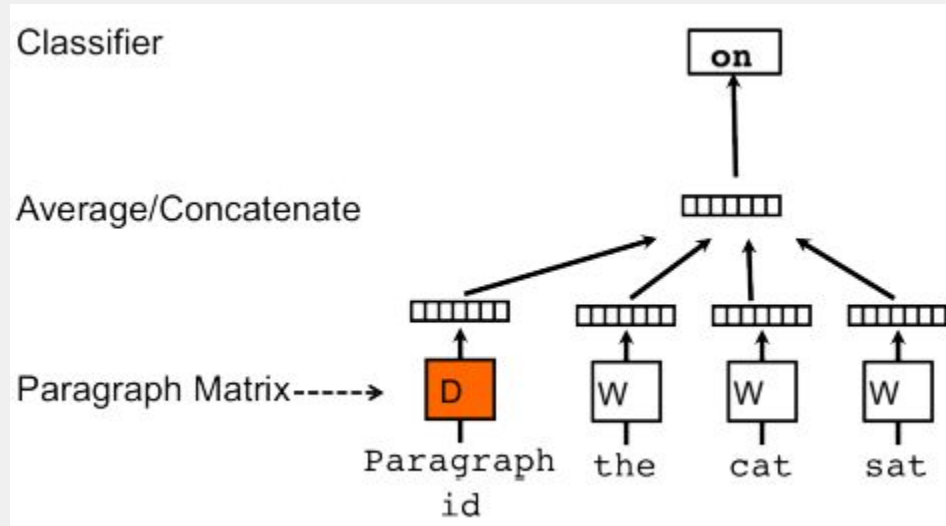 Classifier
on
Average/Concatenate
Paragraph Matrix
D
W
W
W
Paragraph
id
the
cat
sat